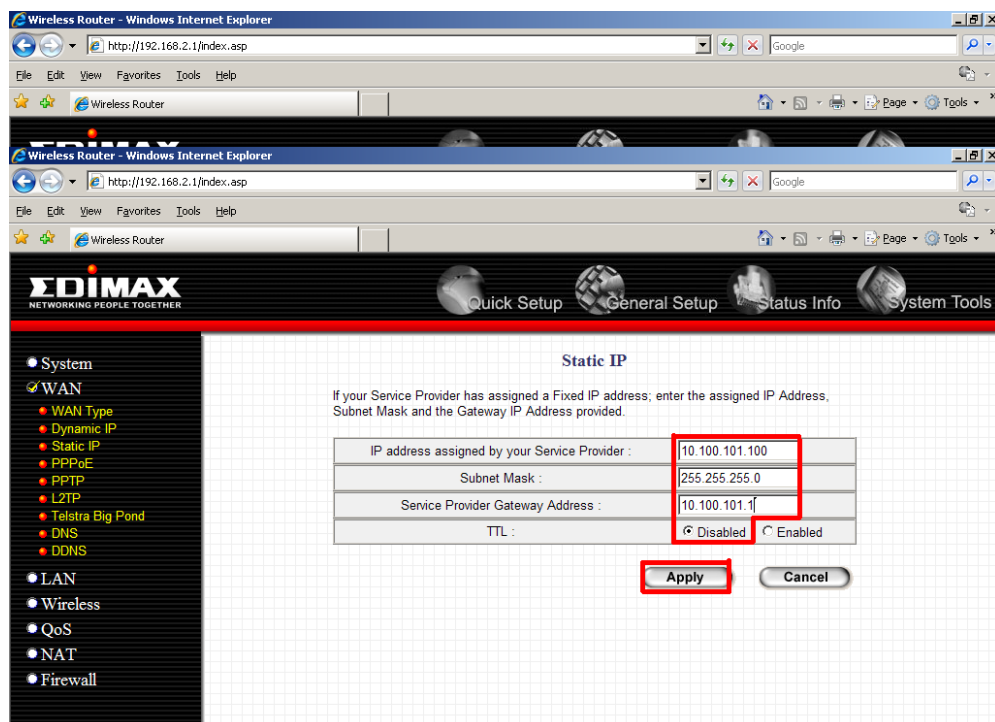 Wireless Router - Windows Internet Explorer
http://192.168.2.1/index.asp
Google
File Edit View Favorites Tools Help
Wireless Router
Page Tools »
Wireless Router - Windows Internet Explorer
http://192.168.2.1/index.asp
Google
File Edit View Favorites Tools Help
Wireless Router
Page Tools »
EDIMAX
NETWORKING PEOPLE TOGETHER
Quick Setup General Setup Status Info System Tools
System
WAN
WAN Type
Dynamic IP
Static IP
PPPoE
PPTP
L2TP
Telstra Big Pond
DNS
DDNS
LAN
Wireless
QoS
NAT
Firewall
Static IP
If your Service Provider has assigned a Fixed IP address; enter the assigned IP Address,
Subnet Mask and the Gateway IP Address provided.
IP address assigned by your Service Provider : 10.100.101.100
Subnet Mask : 255.255.255.0
Service Provider Gateway Address : 10.100.101.1
TTL : Disabled Enabled
Apply Cancel